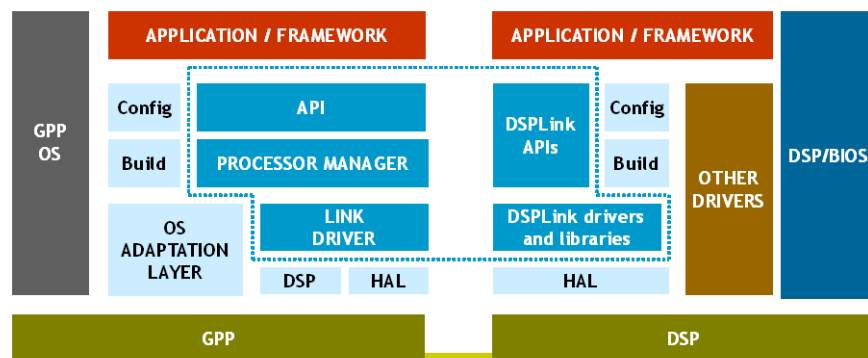 APPLICATION / FRAMEWORK
APPLICATION / FRAMEWORK
GPP
OS
Config
API
DSPLink
APIs
Config
Build
PROCESSOR MANAGER
Build
OTHER
DRIVERS
DSP/BIOS
OS
ADAPTATION
LAYER
LINK
DRIVER
DSPLink drivers
and libraries
DSP
HAL
HAL
GPP
DSP